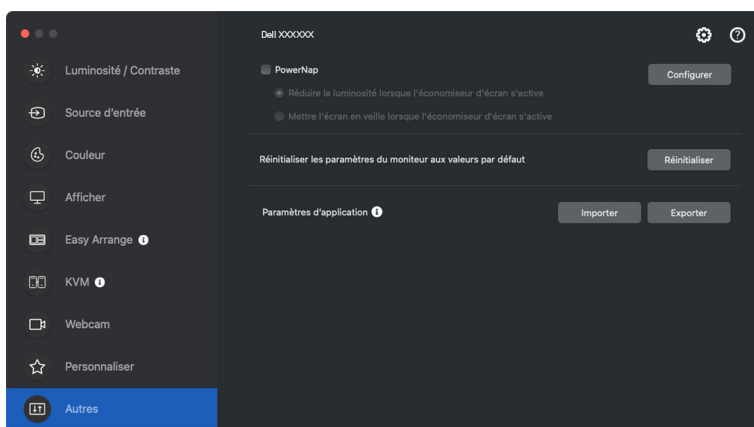 Dell XXXXXX
Luminosité / Contraste
Source d'entrée
Couleur
Afficher
Easy Arrange
KVM
Webcam
Personnaliser
Autres
PowerNap
Configurer
Réduire la luminosité lorsque l'économiseur d'écran s'active
Mettre l'écran en veille lorsque l'économiseur d'écran s'active
Réinitialiser les paramètres du moniteur aux valeurs par défaut
Réinitialiser
Paramètres d'application
Importer
Exporter